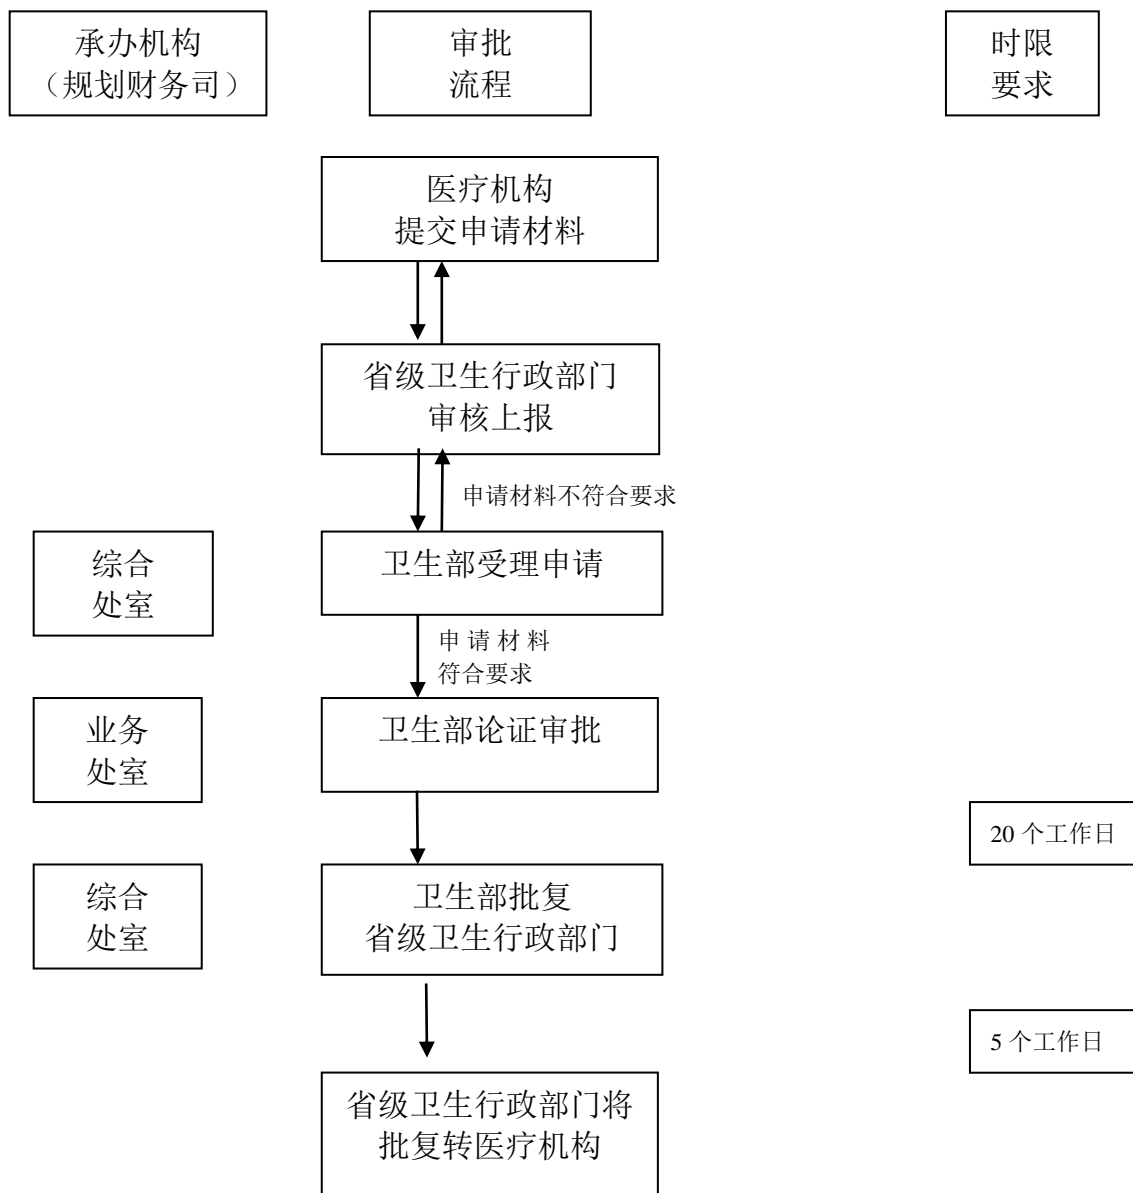 承办机构
（规划财务司）
审批
流程
时限
要求
医疗机构
提交申请材料
省级卫生行政部门
审核上报
申请材料不符合要求
综合
处室
卫生部受理申请
申 请 材 料
符合要求
业务
处室
卫生部论证审批
20 个工作日
综合
处室
卫生部批复
省级卫生行政部门
5 个工作日
省级卫生行政部门将
批复转医疗机构